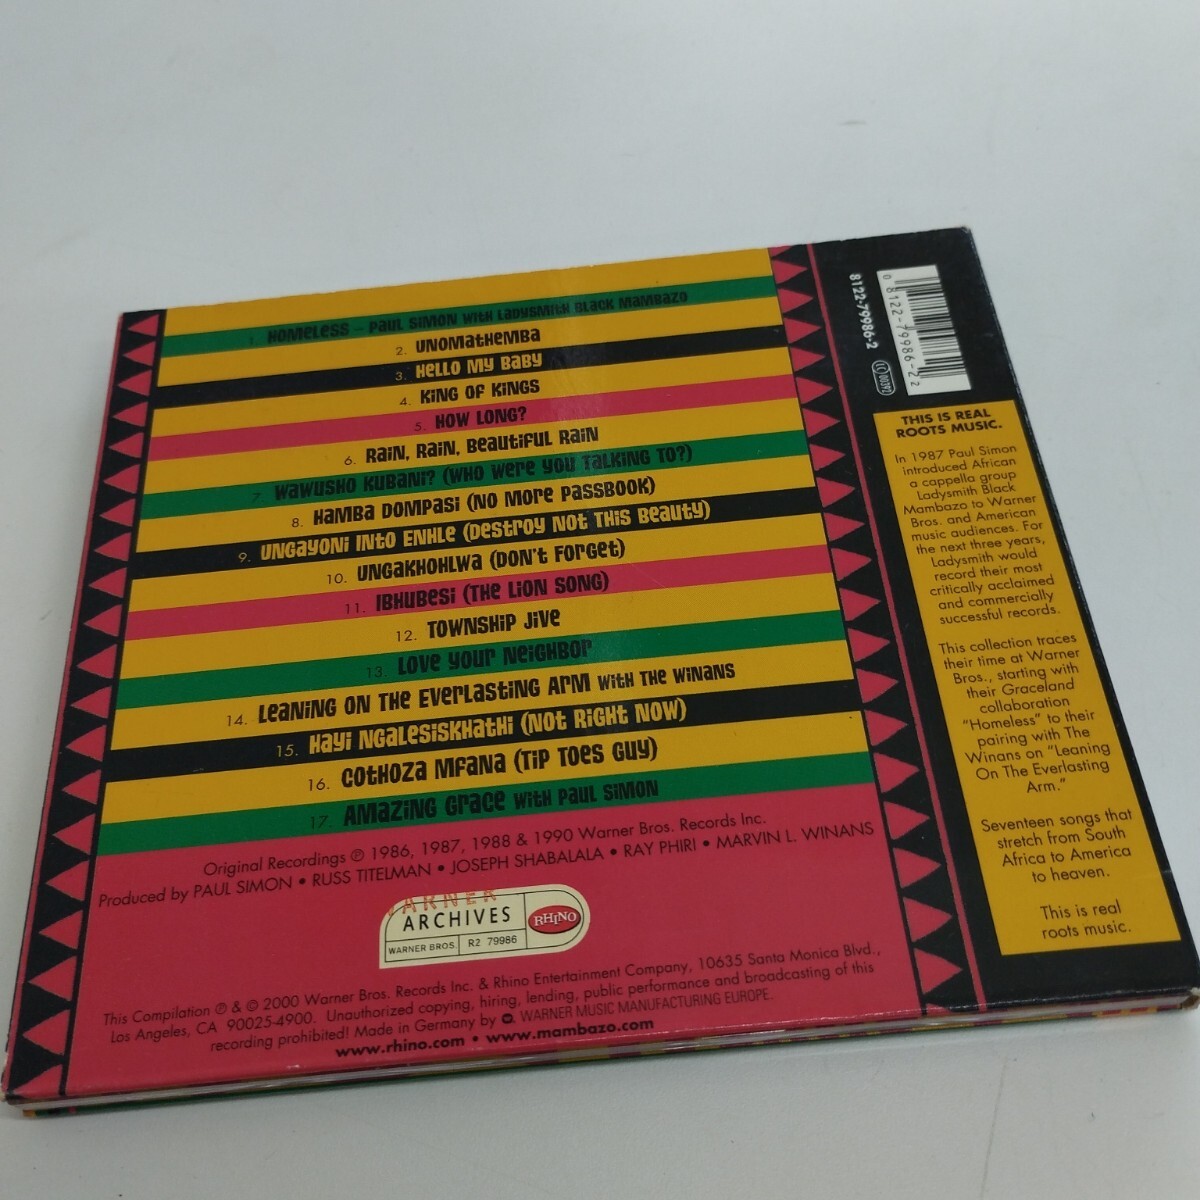 1. Homeless – Paul Simon with Ladysmith Black Mambazo
2. Unomathemba
3. Hello My Baby
4. King of Kings
5. How Long?
6. Rain, Rain, Beautiful Rain
7. Wawusho Kubani? (Who Were You Talking To?)
8. Hamba Dompasi (No More Passbook)
9. Ungayoni Into Enhle (Destroy Not This Beauty)
10. Ungakhohlwa (Don't Forget)
11. Ibhubesi (The Lion Song)
12. Township Jive
13. Love Your Neighbor
14. Leaning On The Everlasting Arm with The Winans
15. Hayi Ngalesiskhathi (Not Right Now)
16. Cothoza Mfana (Tip Toes Guy)
17. Amazing Grace with Paul Simon
Original Recordings ℗ 1986, 1987, 1988 & 1990 Warner Bros. Records Inc.
Produced by PAUL SIMON • RUSS TITELMAN • JOSEPH SHABALALA • RAY PHIRI • MARVIN L. WINANS
WARNER
ARCHIVES
WARNER BROS. R2 79986
RHINO
This Compilation ℗ & © 2000 Warner Bros. Records Inc. & Rhino Entertainment Company, 10635 Santa Monica Blvd.,
Los Angeles, CA 90025-4900. Unauthorized copying, hiring, lending, public performance and broadcasting of this
recording prohibited! Made in Germany by WARNER MUSIC MANUFACTURING EUROPE.
www.rhino.com • www.mambazo.com
8122-79986-2
LC 00392
0 8122-79986-2 2
THIS IS REAL
ROOTS MUSIC.
In 1987 Paul Simon
introduced African
a cappella group
Ladysmith Black
Mambazo to Warner
Bros. and American
music audiences. For
the next three years,
Ladysmith would
record their most
critically acclaimed
and commercially
successful records.
This collection traces
their time at Warner
Bros., starting with
their Graceland
collaboration
"Homeless" to their
pairing with The
Winans on "Leaning
On The Everlasting
Arm."
Seventeen songs that
stretch from South
Africa to America
to heaven.
This is real
roots music.